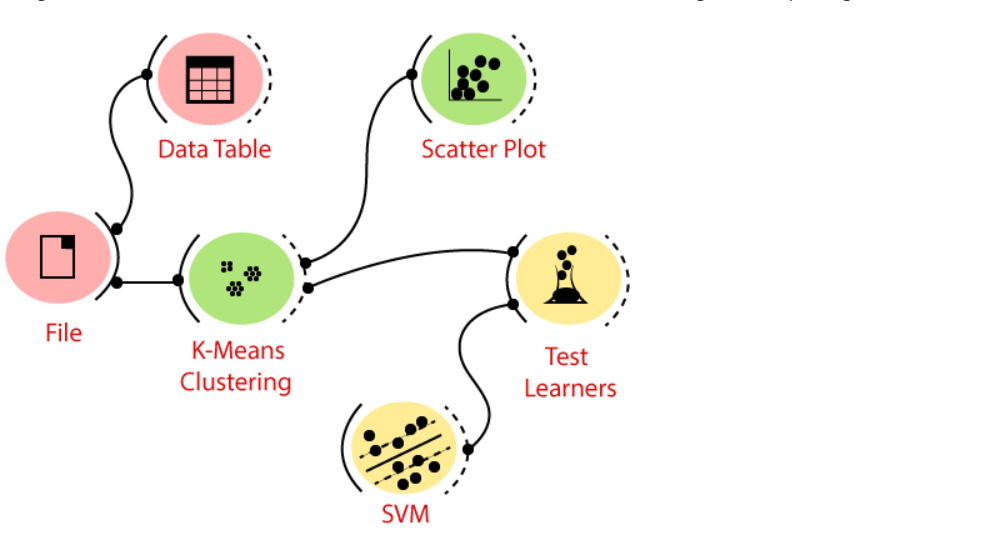 Data Table
Scatter Plot
File
K-Means
Clustering
Test
Learners
SVM